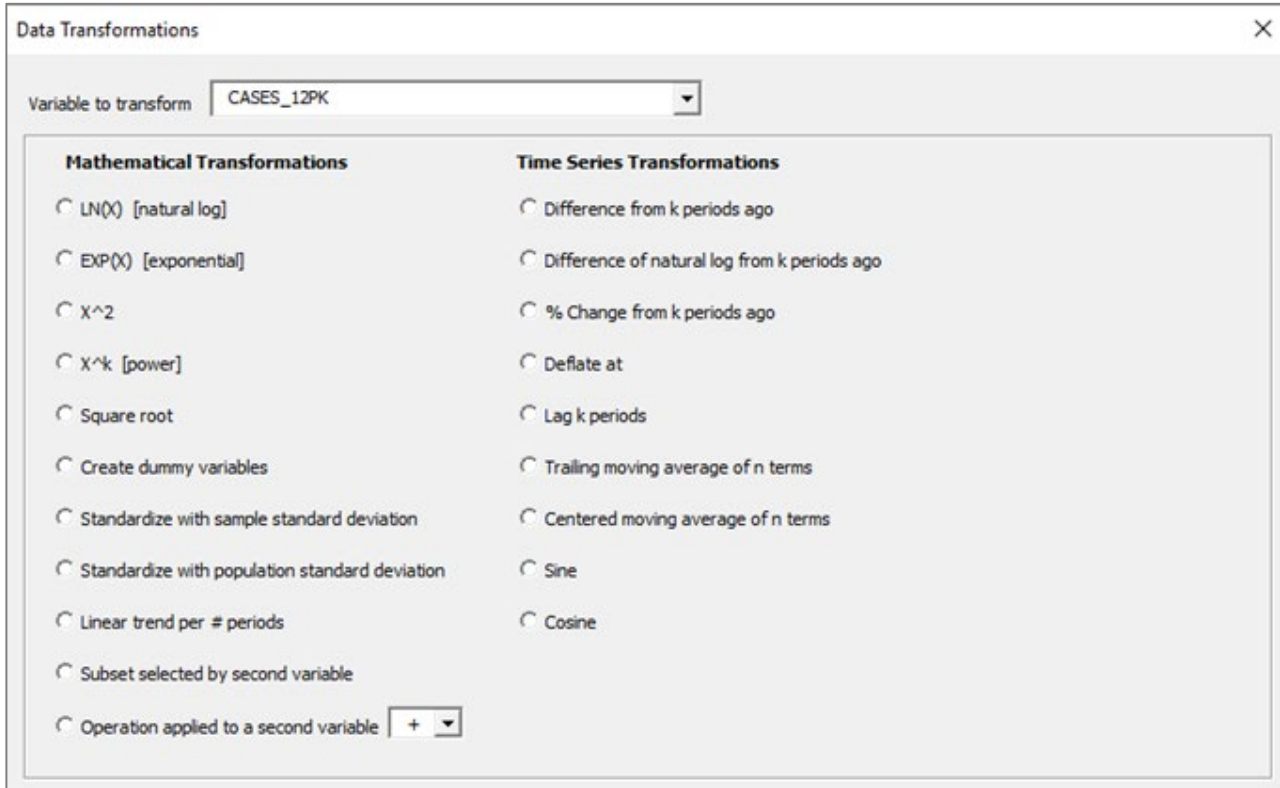 Data Transformations
Variable to transform CASES_12PK
Mathematical Transformations
LN(X) [natural log]
EXP(X) [exponential]
X^2
X^k [power]
Square root
Create dummy variables
Standardize with sample standard deviation
Standardize with population standard deviation
Linear trend per # periods
Subset selected by second variable
Operation applied to a second variable +
Time Series Transformations
Difference from k periods ago
Difference of natural log from k periods ago
% Change from k periods ago
Deflate at
Lag k periods
Trailing moving average of n terms
Centered moving average of n terms
Sine
Cosine